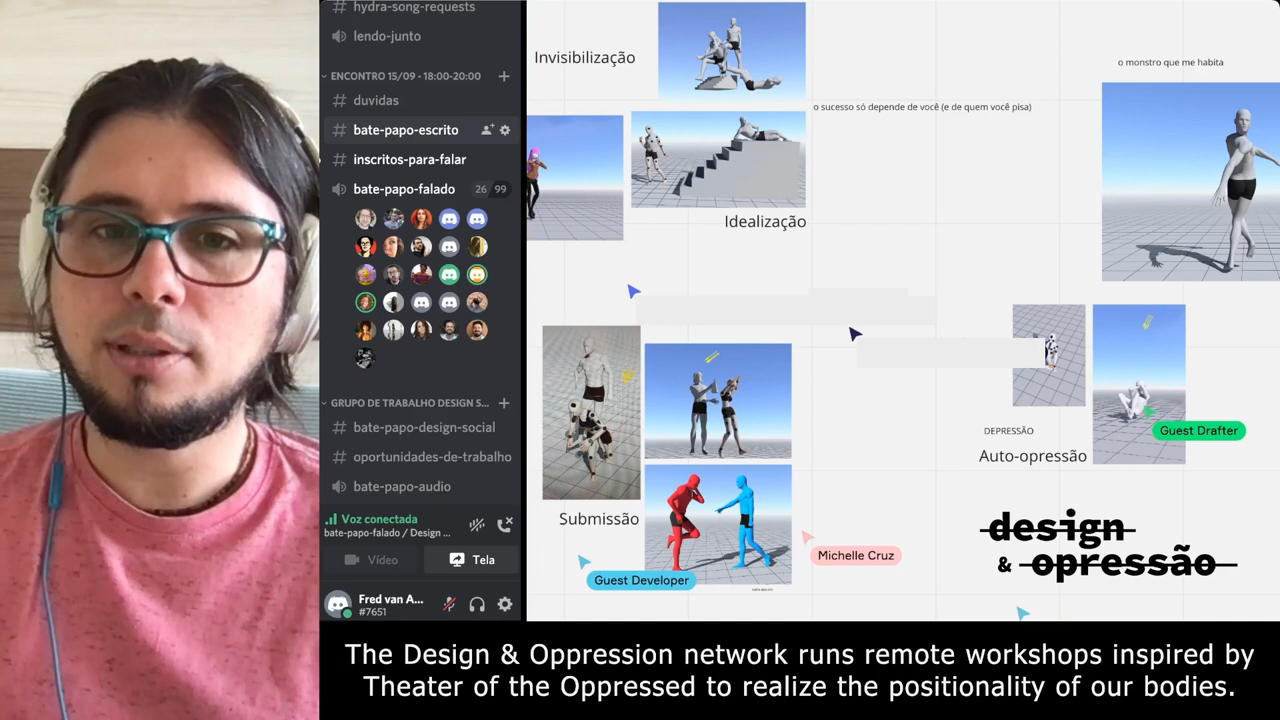 hydra-song-requests
lendo-junto
ENCONTRO 15/09 - 18:00-20:00
duvidas
bate-papo-escrito
inscritos-para-falar
bate-papo-falado 26 99
GRUPO DE TRABALHO DESIGN S...
bate-papo-design-social
oportunidades-de-trabalho
bate-papo-audio
Voz conectada
bate-papo-falado / Design ...
Vídeo
Tela
Fred van A...
#7651
Invisibilização
o monstro que me habita
o sucesso só depende de você (e de quem você pisa)
Idealização
Guest Drafter
DEPRESSÃO
Auto-opressão
Submissão
Michelle Cruz
Guest Developer
design
& opressão
The Design & Oppression network runs remote workshops inspired by
Theater of the Oppressed to realize the positionality of our bodies.